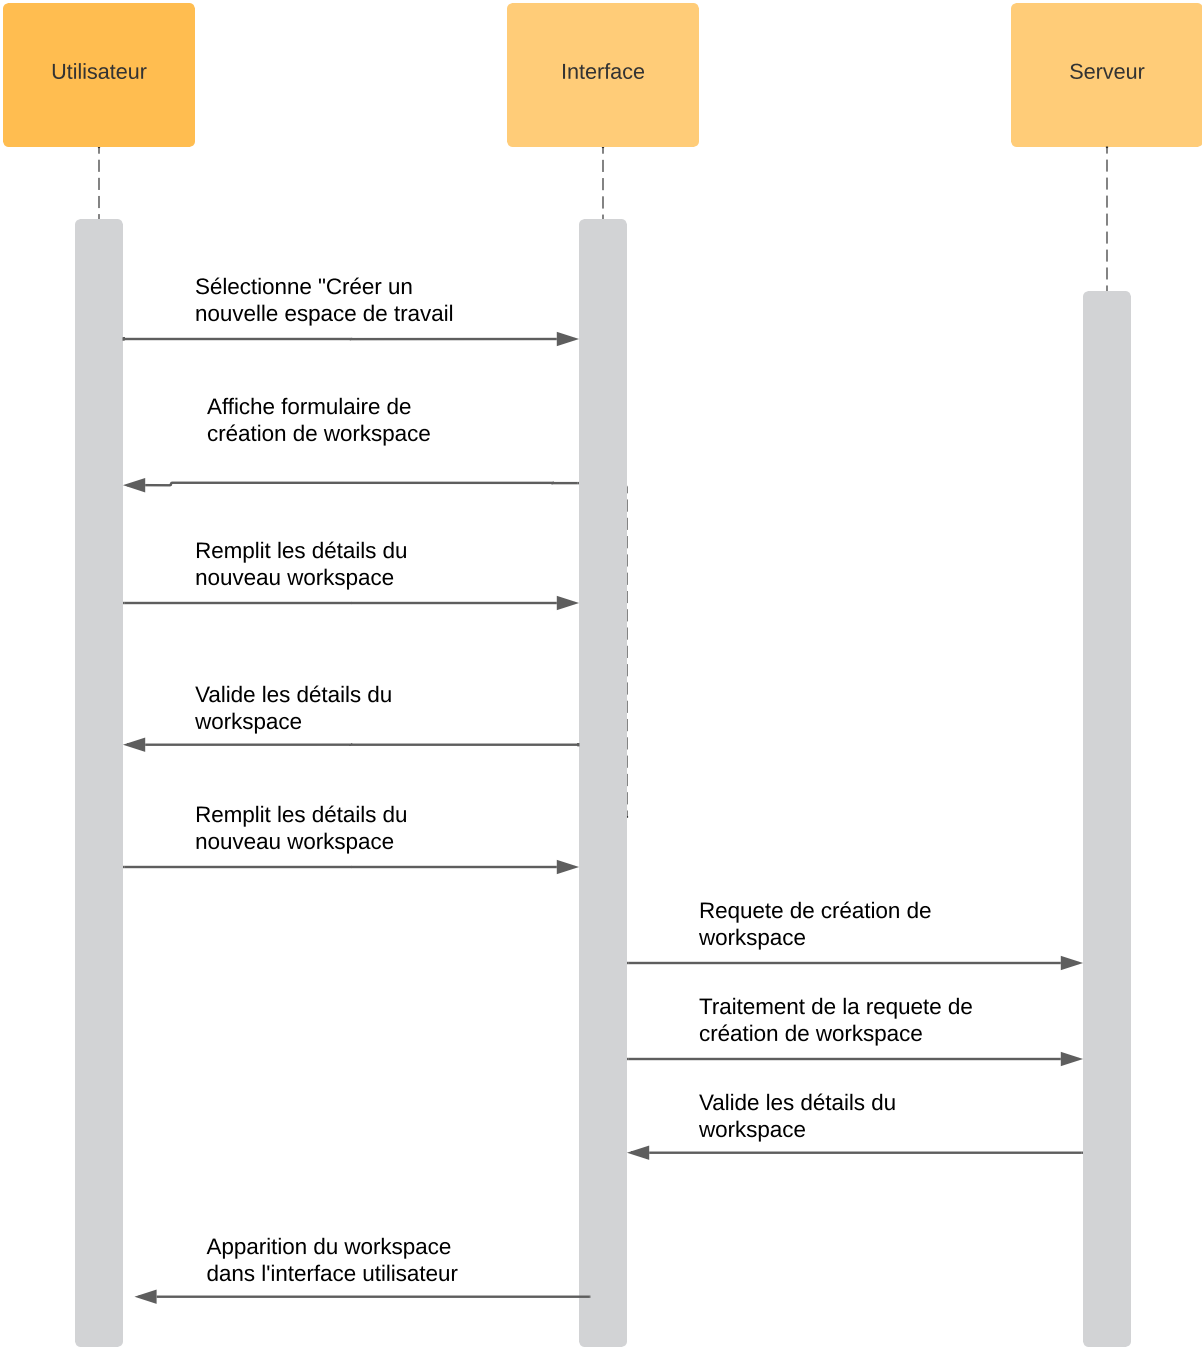 Utilisateur
Interface
Serveur
Sélectionne "Créer un
nouvelle espace de travail
Affiche formulaire de
création de workspace
Remplit les détails du
nouveau workspace
Valide les détails du
workspace
Remplit les détails du
nouveau workspace
Requete de création de
workspace
Traitement de la requete de
création de workspace
Valide les détails du
workspace
Apparition du workspace
dans l'interface utilisateur